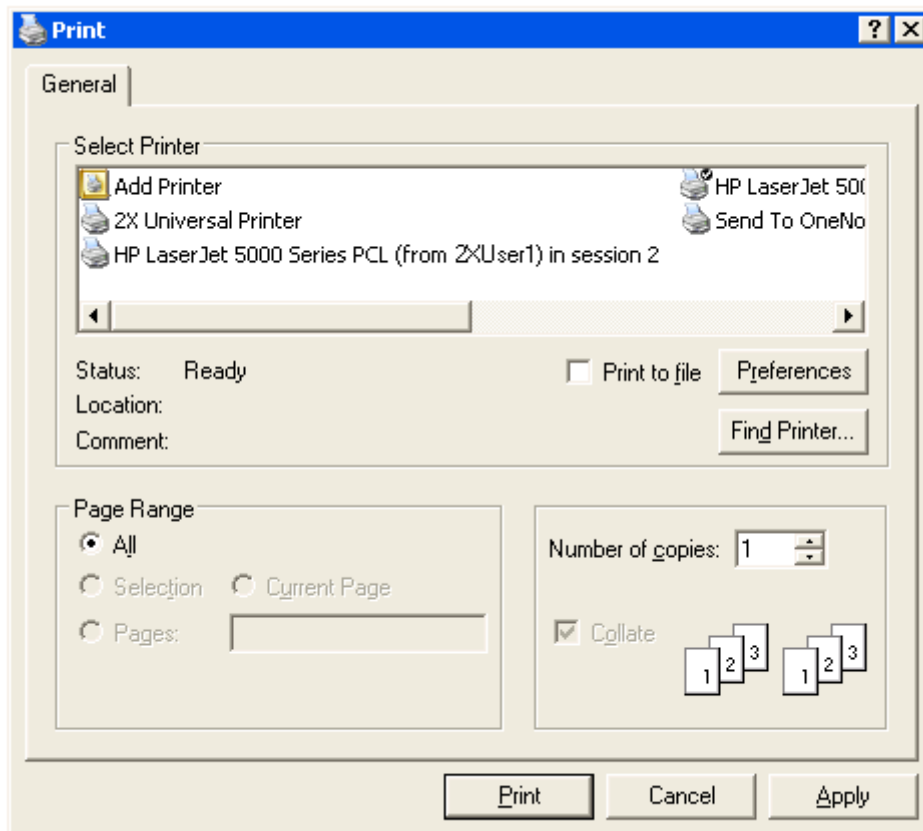 Print
General
Select Printer
Add Printer
2X Universal Printer
HP LaserJet 5000 Series PCL (from 2XUser1) in session 2
HP LaserJet 500
Send To OneNo
Status: Ready
Location:
Comment:
Print to file
Preferences
Find Printer...
Page Range
All
Selection Current Page
Pages:
Number of copies: 1
Collate
1 2 3 1 2 3
Print Cancel Apply